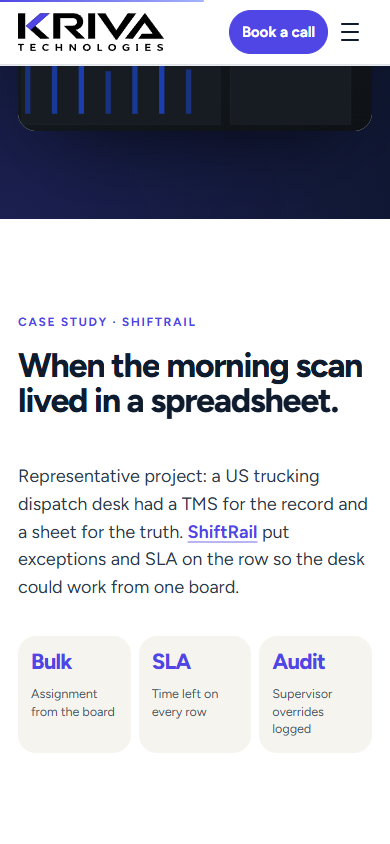 KRIVA
TECHNOLOGIES
Book a call
CASE STUDY · SHIFTRAIL
When the morning scan
lived in a spreadsheet.
Representative project: a US trucking
dispatch desk had a TMS for the record and
a sheet for the truth. ShiftRail put
exceptions and SLA on the row so the desk
could work from one board.
Bulk
Assignment
from the board
SLA
Time left on
every row
Audit
Supervisor
overrides
logged